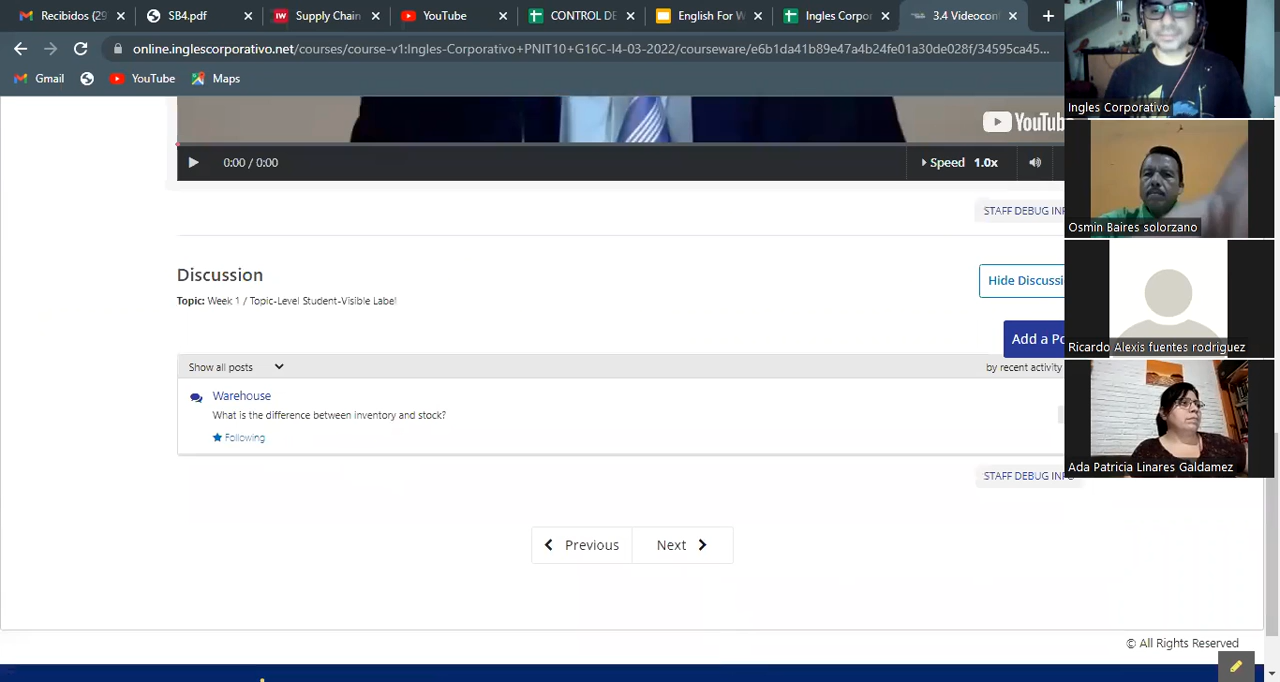 Recibidos (29
SB4.pdf
Supply Chain
YouTube
CONTROL DE
English For W
Ingles Corpor
3.4 Videocon
online.inglescorporativo.net/courses/course-v1:Ingles-Corporativo+PNIT10+G16C-I4-03-2022/courseware/e6b1da41b89e47a4b24fe01a30de028f/34595ca45...
Gmail
YouTube
Maps
YouTub
0:00 / 0:00
Speed 1.0x
STAFF DEBUG INF
Discussion
Hide Discussi
Topic: Week 1 / Topic-Level Student-Visible Label
Add a Po
Show all posts
by recent activity
Warehouse
What is the difference between inventory and stock?
Following
STAFF DEBUG INFO
Previous
Next
© All Rights Reserved
Ingles Corporativo
Osmin Baires solorzano
Ricardo Alexis fuentes rodriguez
Ada Patricia Linares Galdamez